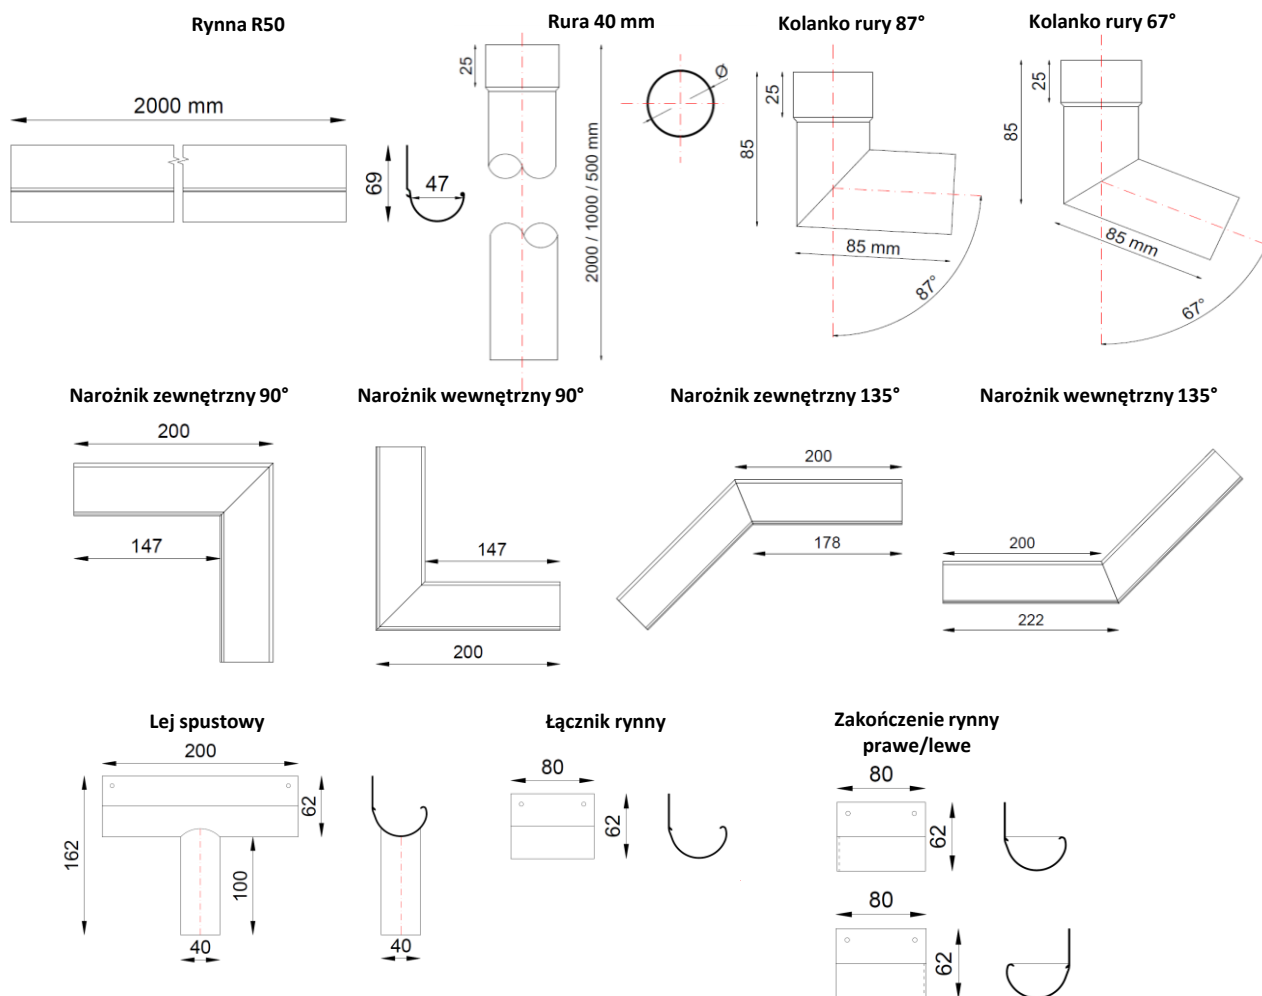 Rynna R50
2000 mm
69
47
Rura 40 mm
25
2000 / 1000 / 500 mm
Ø
Kolanko rury 87°
25
85
85 mm
87°
Kolanko rury 67°
25
85
85 mm
67°
Narożnik zewnętrzny 90°
200
147
Narożnik wewnętrzny 90°
147
200
Narożnik zewnętrzny 135°
200
178
Narożnik wewnętrzny 135°
200
222
Lej spustowy
200
62
162
100
40
40
Łącznik rynny
80
62
Zakończenie rynny
prawe/lewe
80
62
80
62